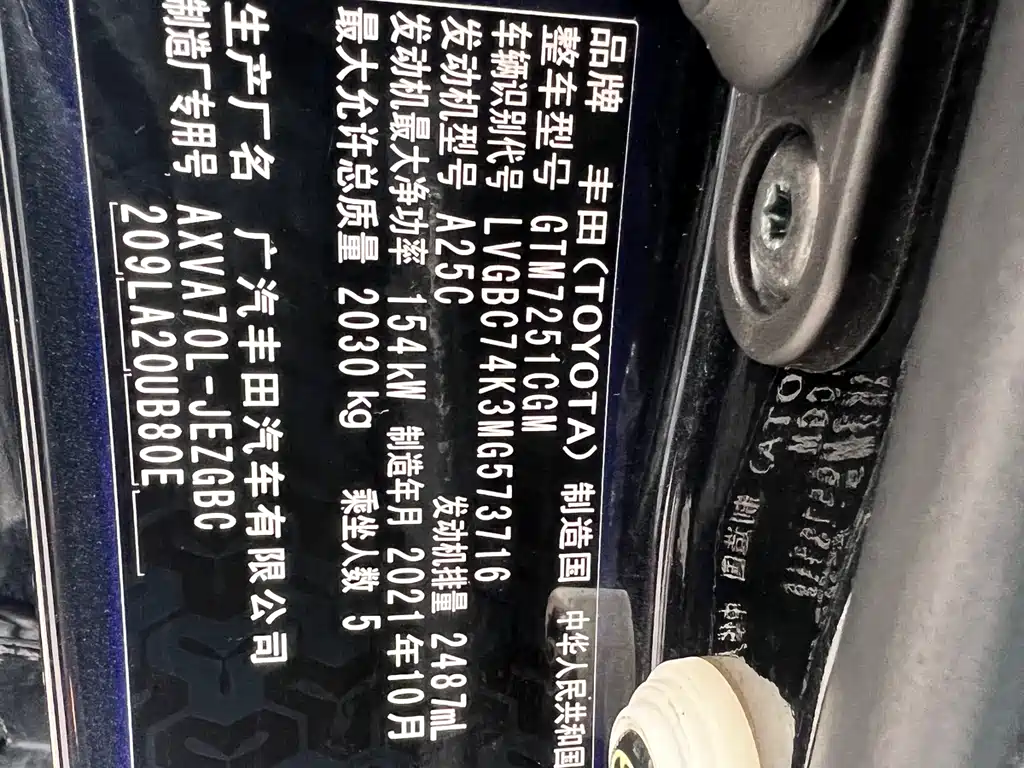 品牌 丰田(TOYOTA) 制造国 中华人民共和国
整车型号 GTM7251CGM
车辆识别代号 LVGBC74K3MG573716
发动机型号 A25C 发动机排量 2487mL
发动机最大净功率 154kW 制造年月 2021年10月
最大允许总质量 2030kg 乘坐人数 5
生产厂名 广汽丰田汽车有限公司
制造厂专用号 AXVA70L-JEZGBC
209LA20UB80E